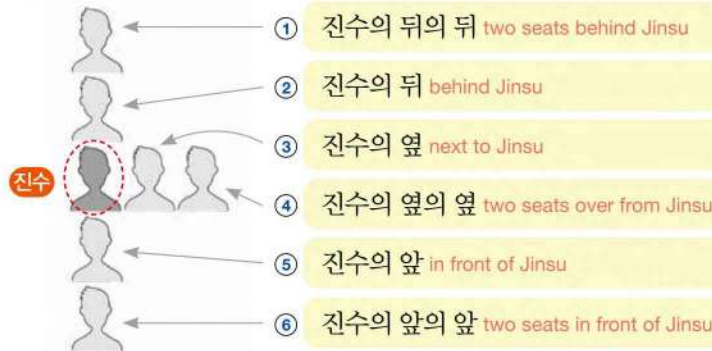 ① 진수의 뒤의 뒤 two seats behind Jinsu
② 진수의 뒤 behind Jinsu
③ 진수의 옆 next to Jinsu
진수
④ 진수의 옆의 옆 two seats over from Jinsu
⑤ 진수의 앞 in front of Jinsu
⑥ 진수의 앞의 앞 two seats in front of Jinsu